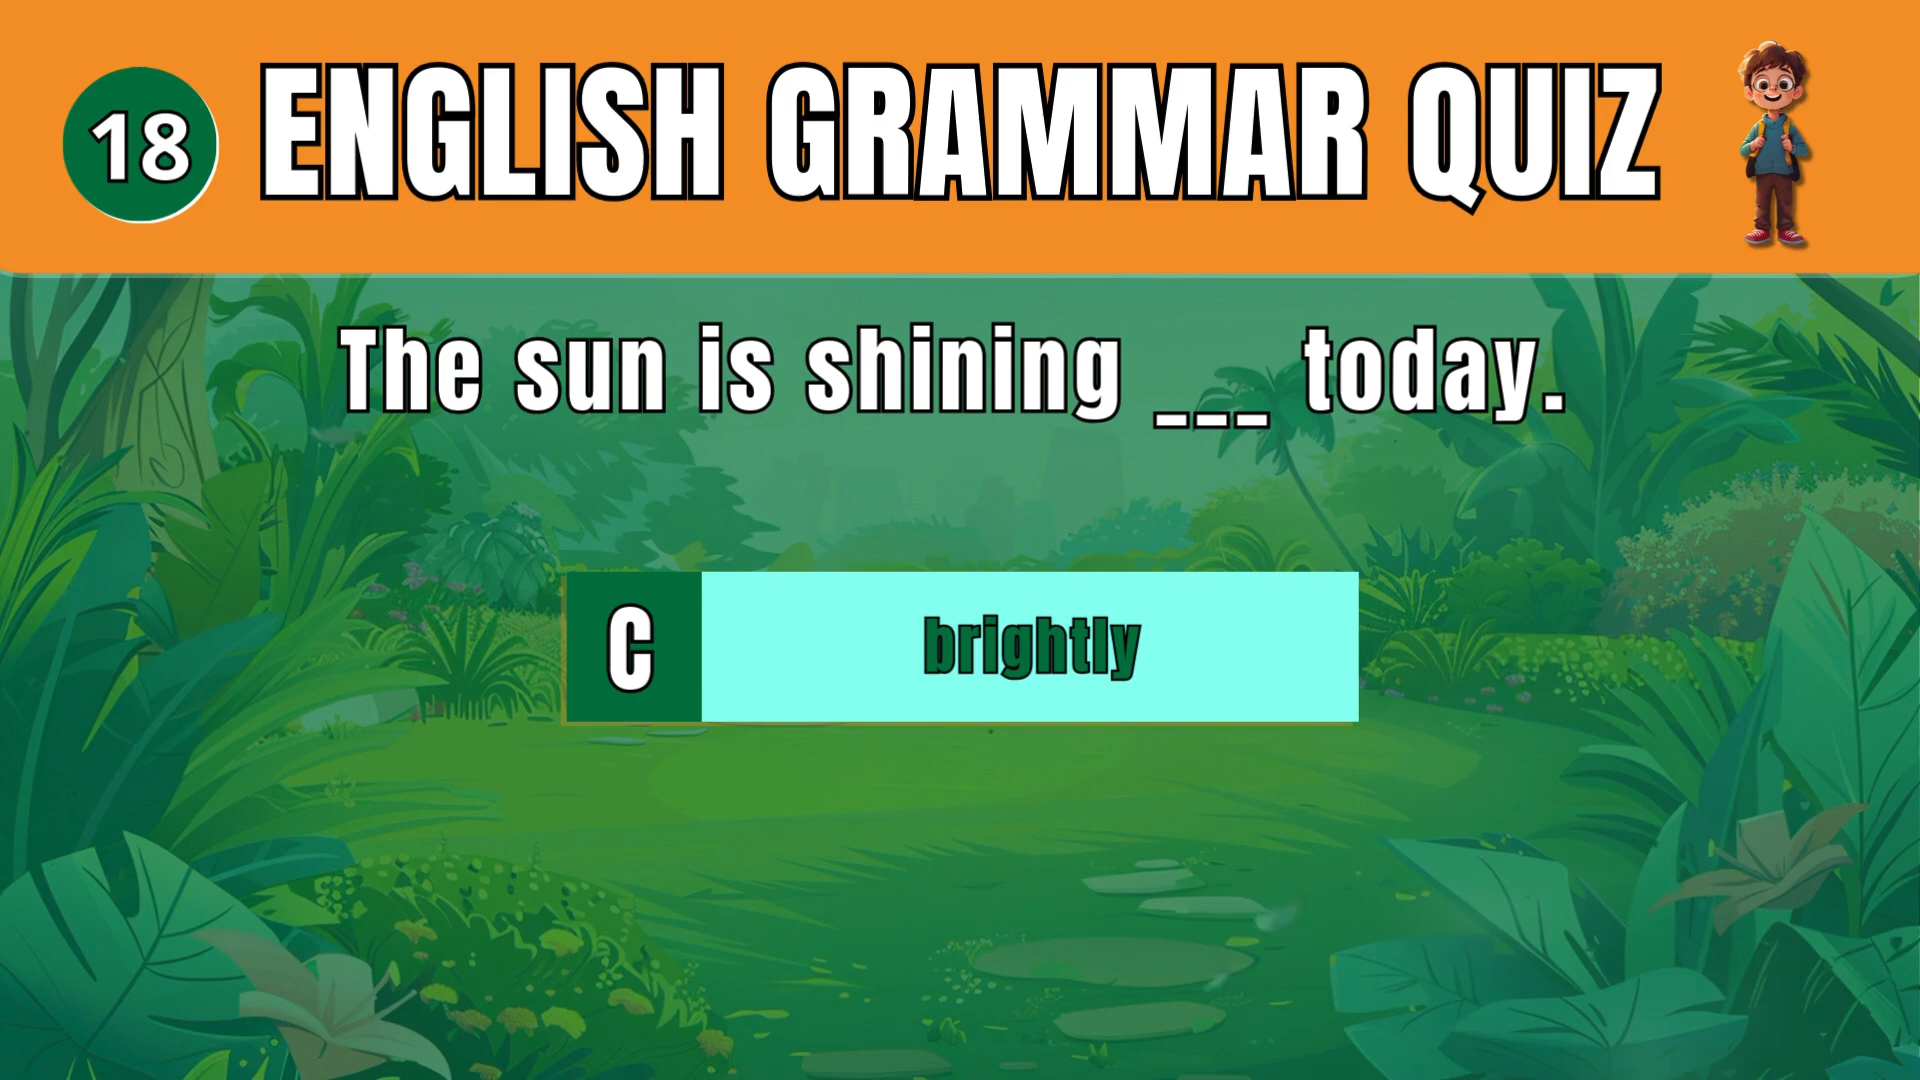 18
ENGLISH GRAMMAR QUIZ
The sun is shining ___ today.
C
brightly